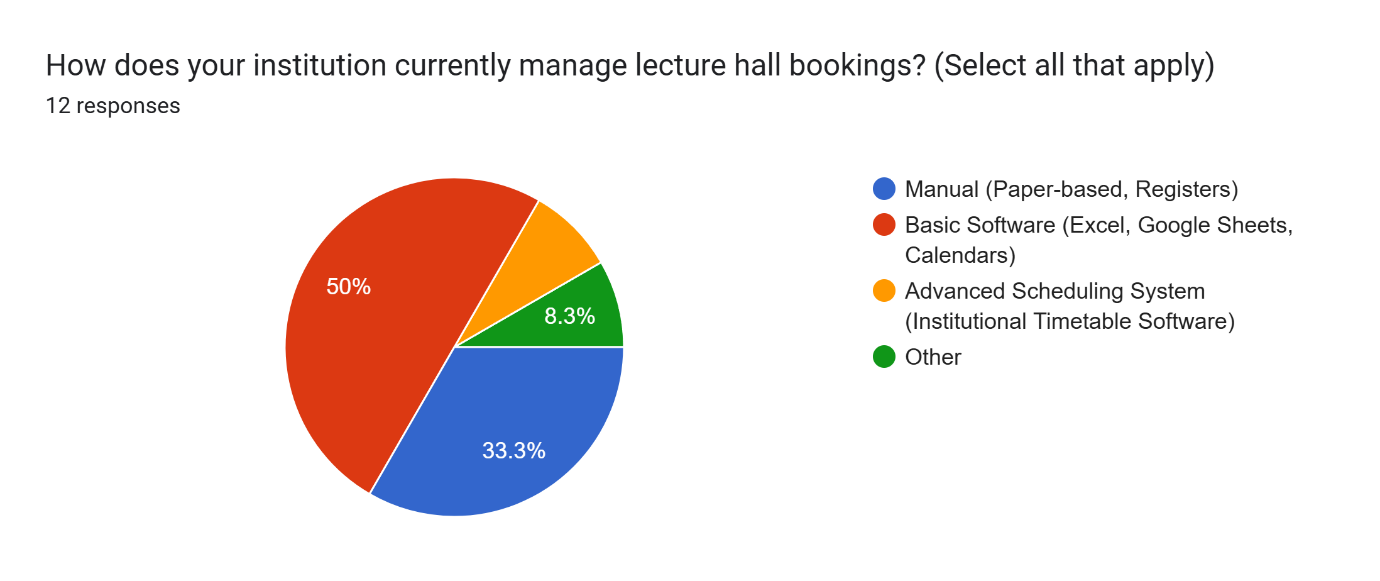 How does your institution currently manage lecture hall bookings? (Select all that apply)
12 responses
50%
8.3%
33.3%
Manual (Paper-based, Registers)
Basic Software (Excel, Google Sheets,
Calendars)
Advanced Scheduling System
(Institutional Timetable Software)
Other